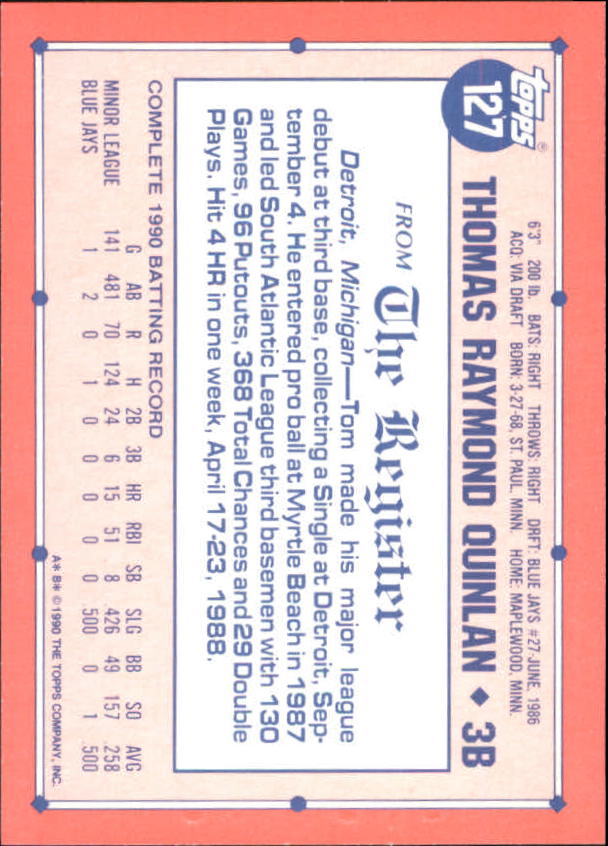 topps®
127
6'3" 200 lb. BATS: RIGHT THROWS: RIGHT DRFT: BLUE JAYS #27-JUNE, 1986
ACQ: VIA DRAFT BORN: 3-27-68, ST. PAUL, MINN. HOME: MAPLEWOOD, MINN.
THOMAS RAYMOND QUINLAN ♦ 3B
FROM The Register
Detroit, Michigan—Tom made his major league
debut at third base, collecting a Single at Detroit, Sep-
tember 4. He entered pro ball at Myrtle Beach in 1987
and led South Atlantic League third basemen with 130
Games, 96 Putouts, 368 Total Chances and 29 Double
Plays. Hit 4 HR in one week, April 17-23, 1988.
COMPLETE 1990 BATTING RECORD
G AB R H 2B 3B HR RBI SB SLG BB SO AVG
MINOR LEAGUE 141 481 70 124 24 6 15 51 8 .426 49 157 .258
BLUE JAYS 1 2 0 1 0 0 0 0 0 .500 0 1 .500
A* B* © 1990 THE TOPPS COMPANY, INC.